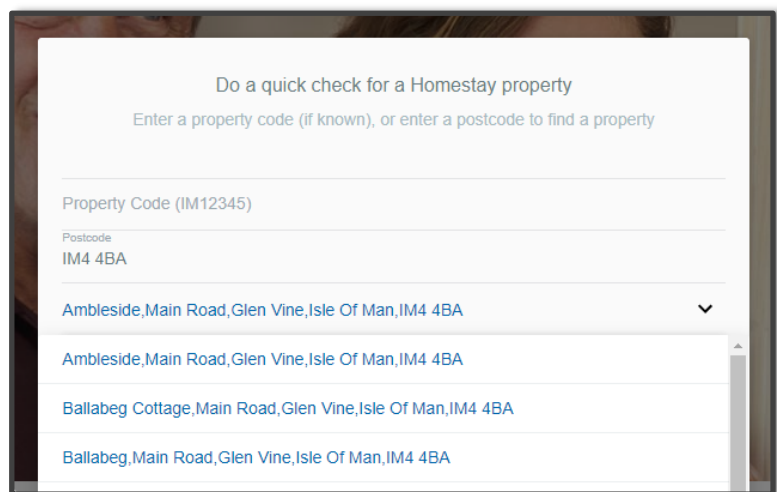 Do a quick check for a Homestay property
Enter a property code (if known), or enter a postcode to find a property
Property Code (IM12345)
Postcode
IM4 4BA
Ambleside,Main Road,Glen Vine,Isle Of Man,IM4 4BA
Ambleside,Main Road,Glen Vine,Isle Of Man,IM4 4BA
Ballabeg Cottage,Main Road,Glen Vine,Isle Of Man,IM4 4BA
Ballabeg,Main Road,Glen Vine,Isle Of Man,IM4 4BA